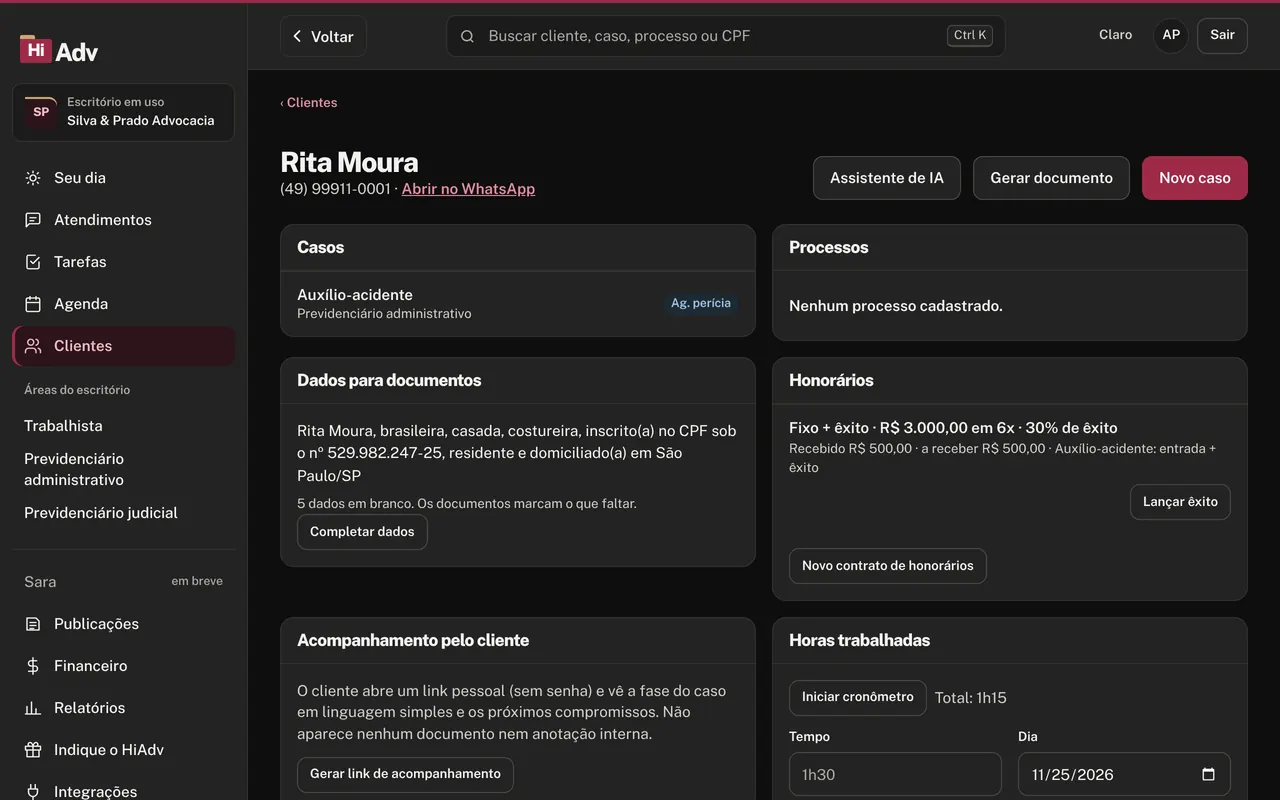 Hi Adv
Escritório em uso
SP
Silva & Prado Advocacia
Seu dia
Atendimentos
Tarefas
Agenda
Clientes
Áreas do escritório
Trabalhista
Previdenciário
administrativo
Previdenciário judicial
Sara em breve
Publicações
Financeiro
Relatórios
Indique o HiAdv
Integrações
Voltar
Buscar cliente, caso, processo ou CPF Ctrl K
Claro
AP
Sair
‹ Clientes
Rita Moura
(49) 99911-0001 · Abrir no WhatsApp
Assistente de IA
Gerar documento
Novo caso
Casos
Auxílio-acidente
Previdenciário administrativo
Ag. perícia
Processos
Nenhum processo cadastrado.
Dados para documentos
Rita Moura, brasileira, casada, costureira, inscrito(a) no CPF sob
o nº 529.982.247-25, residente e domiciliado(a) em São
Paulo/SP
5 dados em branco. Os documentos marcam o que faltar.
Completar dados
Honorários
Fixo + êxito · R$ 3.000,00 em 6x · 30% de êxito
Recebido R$ 500,00 · a receber R$ 500,00 · Auxílio-acidente: entrada +
êxito
Lançar êxito
Novo contrato de honorários
Acompanhamento pelo cliente
O cliente abre um link pessoal (sem senha) e vê a fase do caso
em linguagem simples e os próximos compromissos. Não
aparece nenhum documento nem anotação interna.
Gerar link de acompanhamento
Horas trabalhadas
Iniciar cronômetro Total: 1h15
Tempo Dia
1h30 11/25/2026